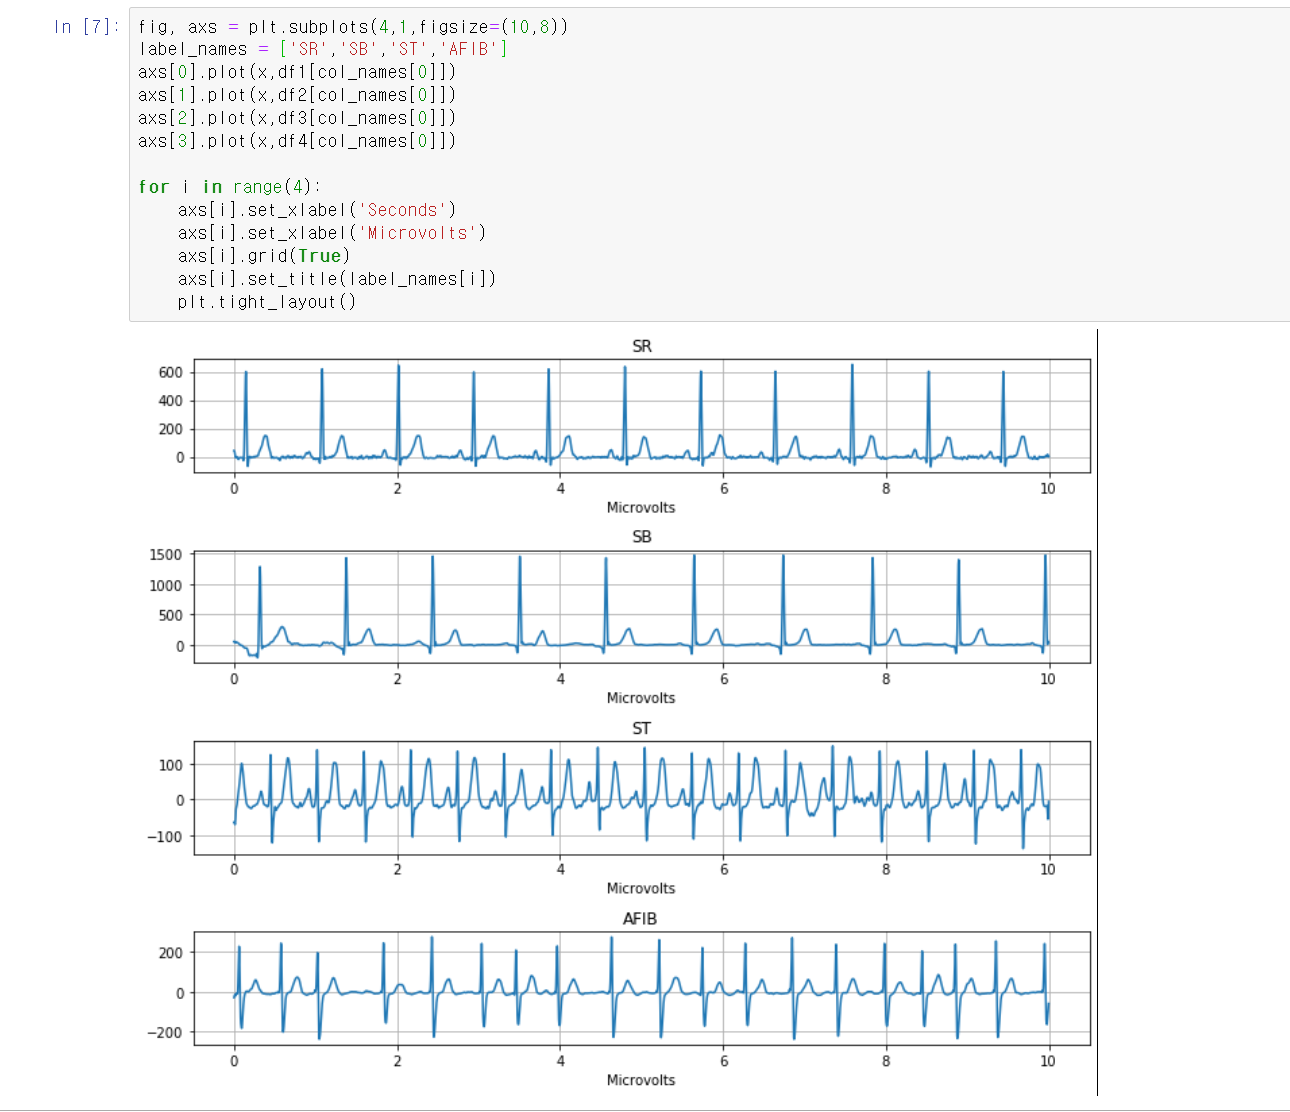 In [7]:
fig, axs = plt.subplots(4,1,figsize=(10,8))
label_names = ['SR','SB','ST','AFIB']
axs[0].plot(x,df1[col_names[0]])
axs[1].plot(x,df2[col_names[0]])
axs[2].plot(x,df3[col_names[0]])
axs[3].plot(x,df4[col_names[0]])
for i in range(4):
    axs[i].set_xlabel('Seconds')
    axs[i].set_xlabel('Microvolts')
    axs[i].grid(True)
    axs[i].set_title(label_names[i])
    plt.tight_layout()
SR
600
400
200
0
0 2 4 6 8 10
Microvolts
SB
1500
1000
500
0
0 2 4 6 8 10
Microvolts
ST
100
0
−100
0 2 4 6 8 10
Microvolts
AFIB
200
0
−200
0 2 4 6 8 10
Microvolts